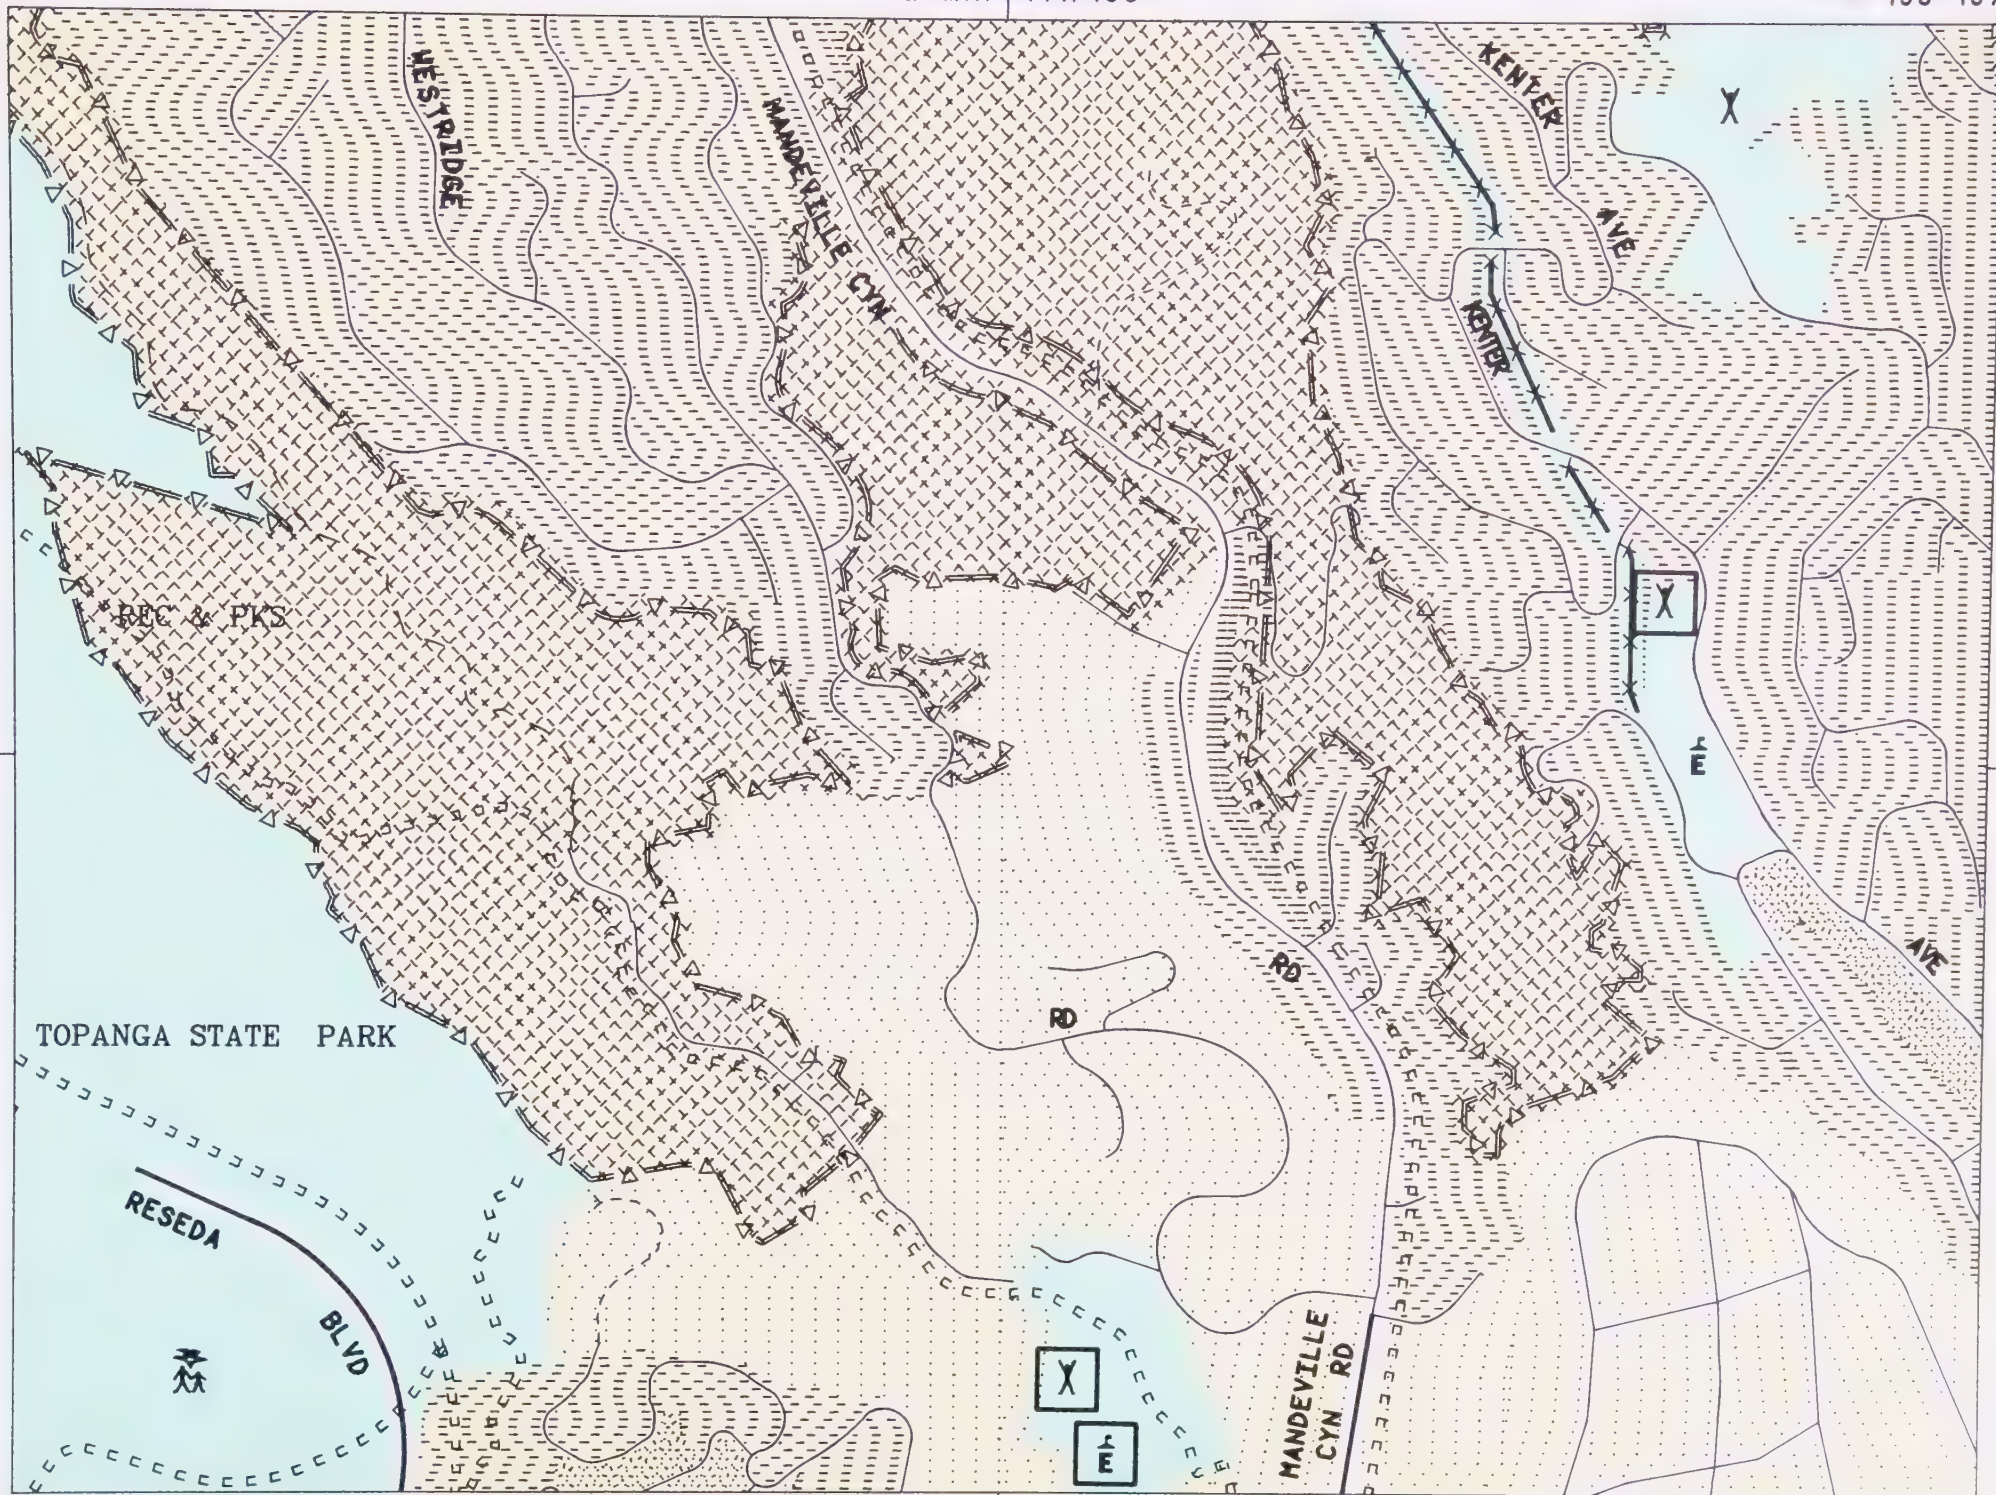 WESTRIDGE
MANDEVILLE CYN
KENTER
AVE
KENTER
REC & PKS
E
TOPANGA STATE PARK
RD
RD
AVE
RESEDA
BLVD
MANDEVILLE
CYN RD
E